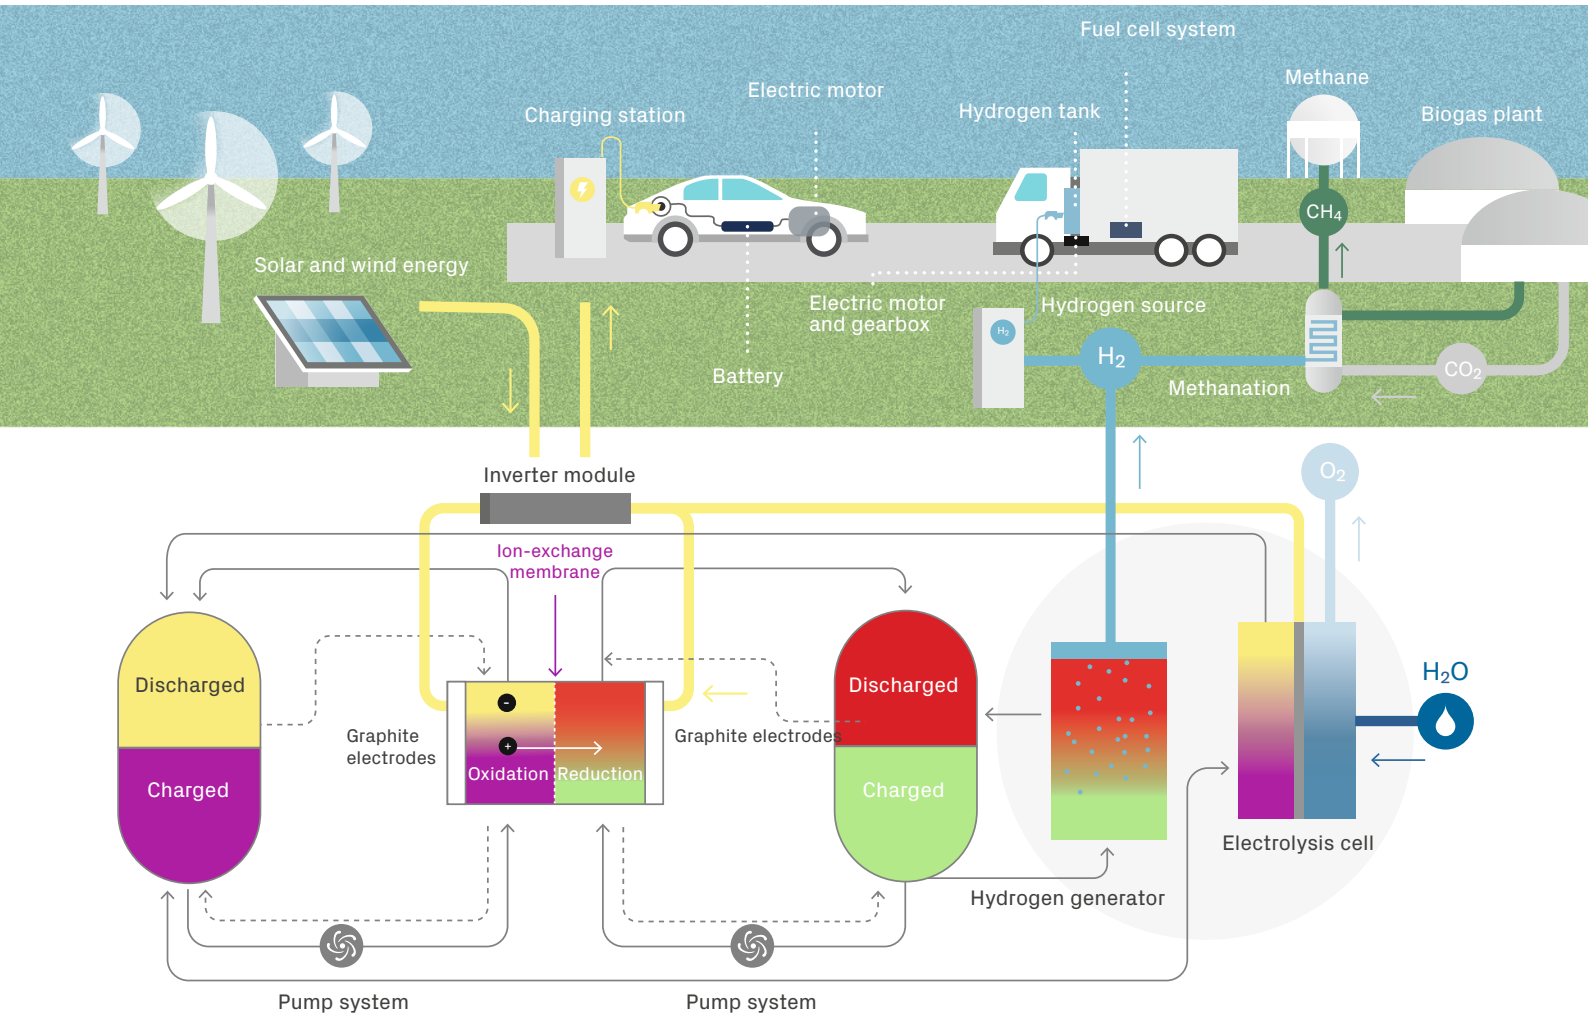 Fuel cell system
Methane
Electric motor
Charging station
Hydrogen tank
Biogas plant
CH4
Solar and wind energy
Electric motor
and gearbox
Hydrogen source
H2
H2
Battery
Methanation
CO2
Inverter module
O2
Ion-exchange
membrane
Discharged
Charged
Graphite
electrodes
-
+
Oxidation
Reduction
Graphite electrodes
Discharged
Charged
H2O
Electrolysis cell
Hydrogen generator
Pump system
Pump system